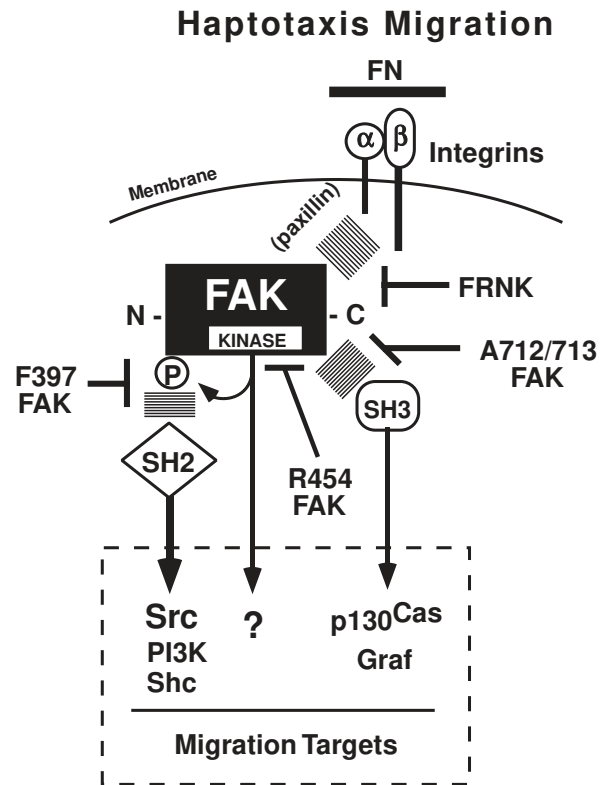 Haptotaxis Migration
FN
α
β
Integrins
Membrane
(paxillin)
FAK
N -
- C
KINASE
FRNK
A712/713
FAK
F397
FAK
P
SH3
SH2
R454
FAK
Src
PI3K
Shc
?
p130Cas
Graf
Migration Targets